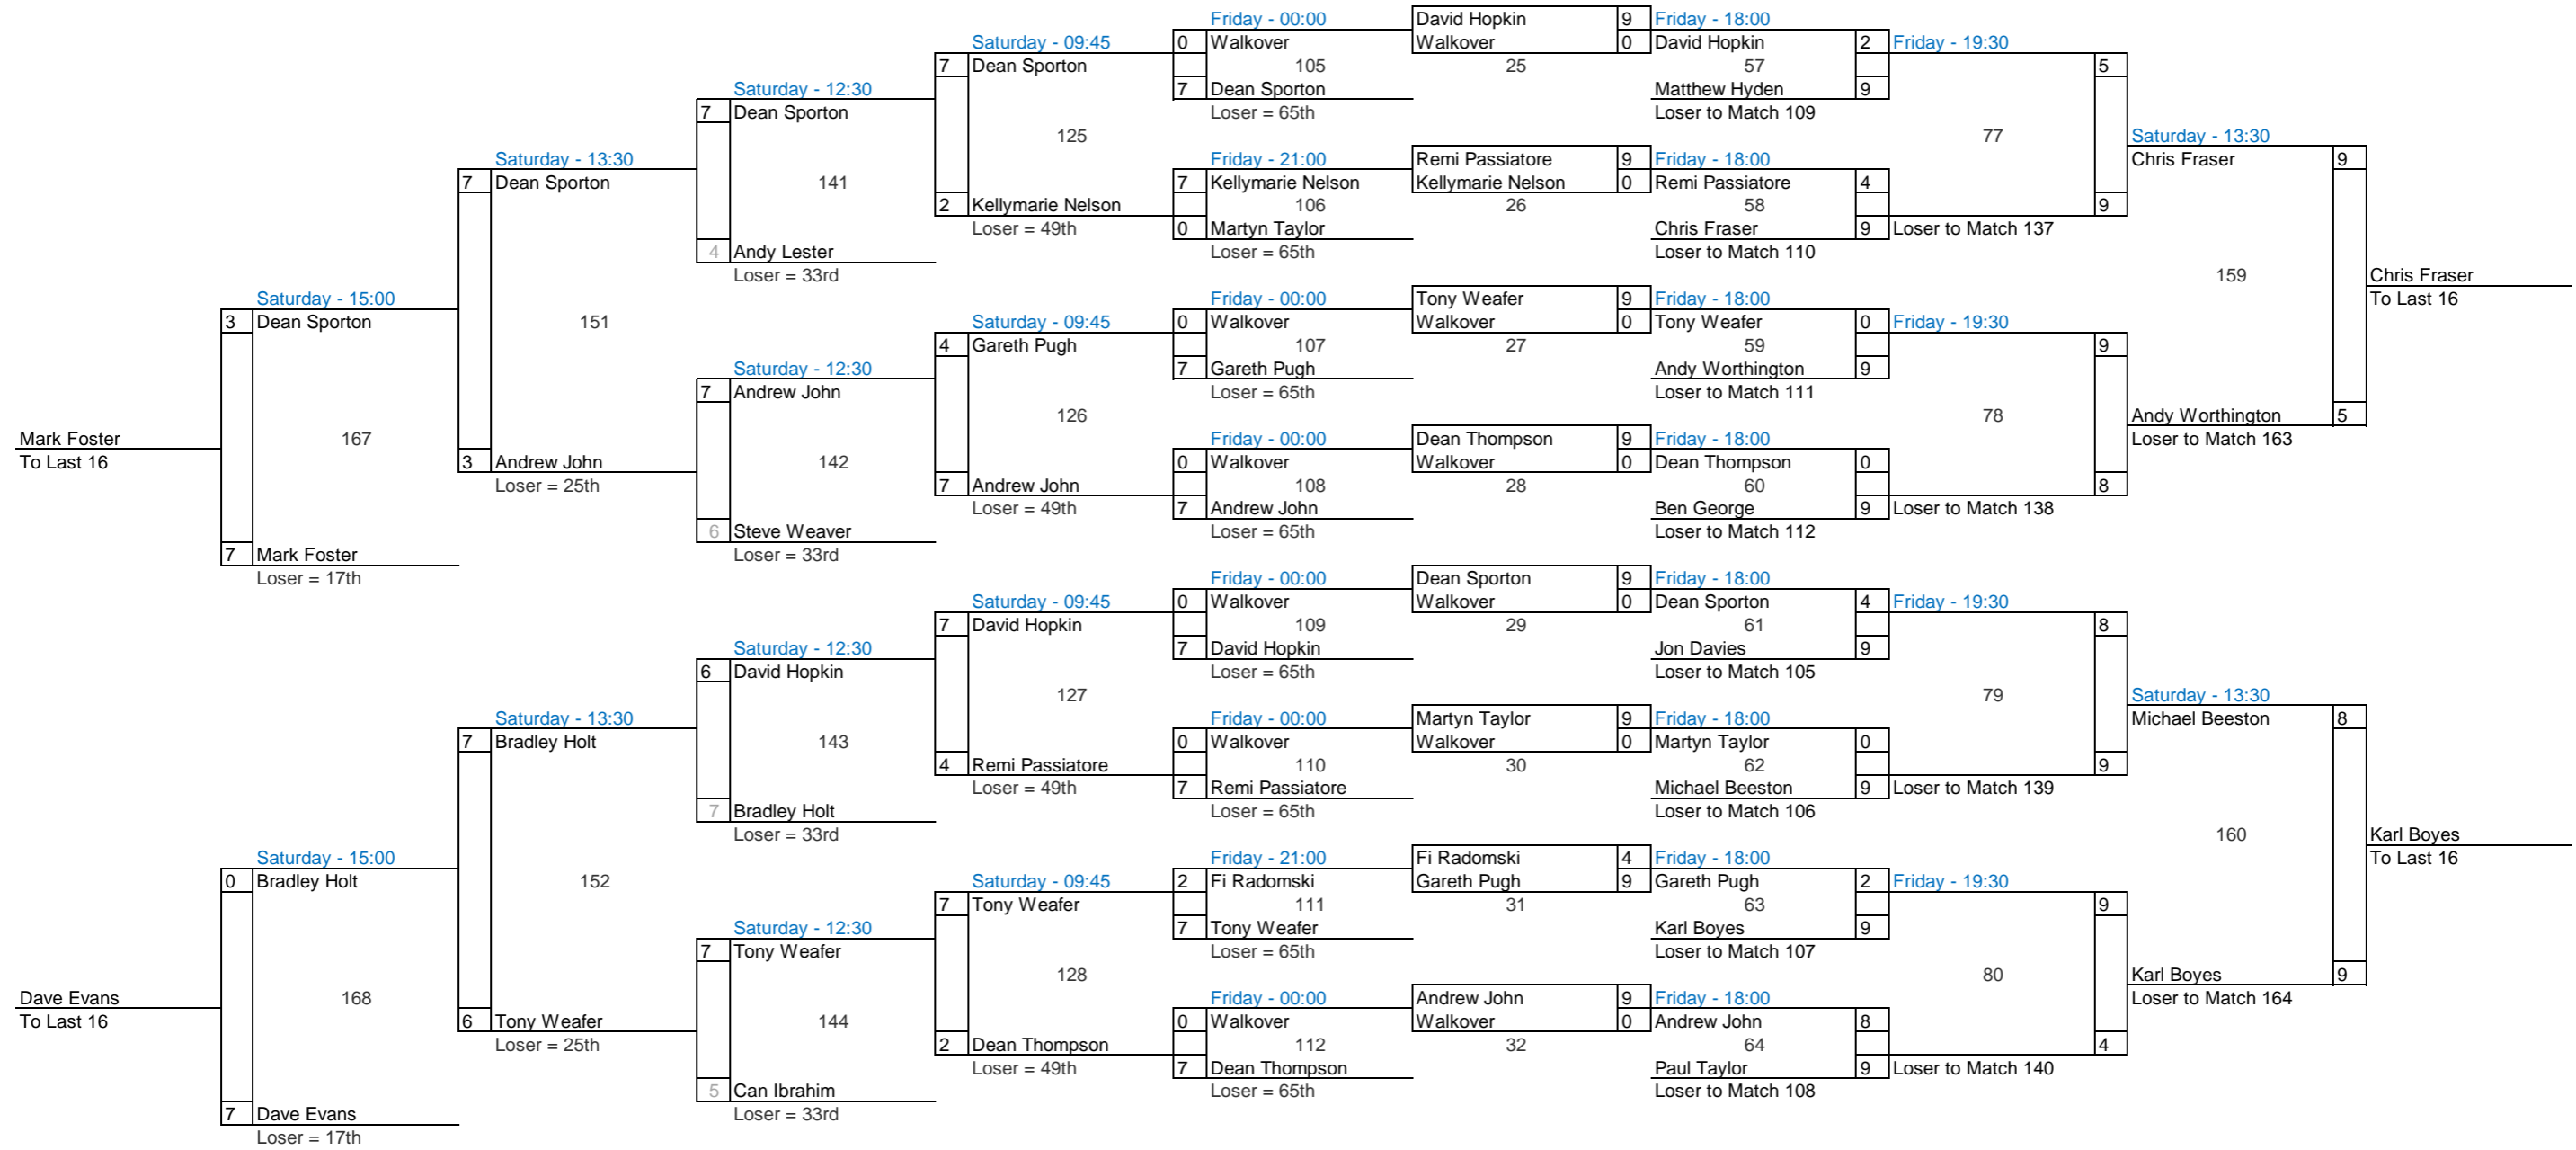 Friday - 00:00 David Hopkin 9 Friday - 18:00
Saturday - 09:45 0 Walkover Walkover 0 David Hopkin 2 Friday - 19:30
7 Dean Sporton 105 25 57 5
Saturday - 12:30 7 Dean Sporton Matthew Hyden 9
7 Dean Sporton Loser = 65th Loser to Match 109
125 77 Saturday - 13:30
Saturday - 13:30 Friday - 21:00 Remi Passiatore 9 Friday - 18:00 Chris Fraser 9
7 Dean Sporton 141 7 Kellymarie Nelson Kellymarie Nelson 0 Remi Passiatore 4
2 Kellymarie Nelson 106 26 58 9
Loser = 49th 0 Martyn Taylor Chris Fraser 9 Loser to Match 137
4 Andy Lester Loser = 65th Loser to Match 110
Loser = 33rd 159 Chris Fraser
Saturday - 15:00 Friday - 00:00 Tony Weafer 9 Friday - 18:00 To Last 16
3 Dean Sporton 151 Saturday - 09:45 0 Walkover Walkover 0 Tony Weafer 0 Friday - 19:30
4 Gareth Pugh 107 27 59 9
Saturday - 12:30 7 Gareth Pugh Andy Worthington 9
7 Andrew John Loser = 65th Loser to Match 111
126 78 Andy Worthington 5
Mark Foster 167 Friday - 00:00 Dean Thompson 9 Friday - 18:00 Loser to Match 163
To Last 16 3 Andrew John 142 0 Walkover Walkover 0 Dean Thompson 0
Loser = 25th 7 Andrew John 108 28 60 8
Loser = 49th 7 Andrew John Ben George 9 Loser to Match 138
6 Steve Weaver Loser = 65th Loser to Match 112
7 Mark Foster Loser = 33rd
Loser = 17th Friday - 00:00 Dean Sporton 9 Friday - 18:00
Saturday - 09:45 0 Walkover Walkover 0 Dean Sporton 4 Friday - 19:30
7 David Hopkin 109 29 61 8
Saturday - 12:30 7 David Hopkin Jon Davies 9
6 David Hopkin Loser = 65th Loser to Match 105
127 79 Saturday - 13:30
Saturday - 13:30 Friday - 00:00 Martyn Taylor 9 Friday - 18:00 Michael Beeston 8
7 Bradley Holt 143 0 Walkover Walkover 0 Martyn Taylor 0
4 Remi Passiatore 110 30 62 9
Loser = 49th 7 Remi Passiatore Michael Beeston 9 Loser to Match 139
7 Bradley Holt Loser = 65th Loser to Match 106
Loser = 33rd 160 Karl Boyes
Saturday - 15:00 Friday - 21:00 Fi Radomski 4 Friday - 18:00 To Last 16
0 Bradley Holt 152 Saturday - 09:45 2 Fi Radomski Gareth Pugh 9 Gareth Pugh 2 Friday - 19:30
7 Tony Weafer 111 31 63 9
Saturday - 12:30 7 Tony Weafer Karl Boyes 9
7 Tony Weafer Loser = 65th Loser to Match 107
128 80 Karl Boyes 9
Dave Evans 168 Friday - 00:00 Andrew John 9 Friday - 18:00 Loser to Match 164
To Last 16 6 Tony Weafer 144 0 Walkover Walkover 0 Andrew John 8
Loser = 25th 2 Dean Thompson 112 32 64 4
Loser = 49th 7 Dean Thompson Paul Taylor 9 Loser to Match 140
5 Can Ibrahim Loser = 65th Loser to Match 108
7 Dave Evans Loser = 33rd
Loser = 17th